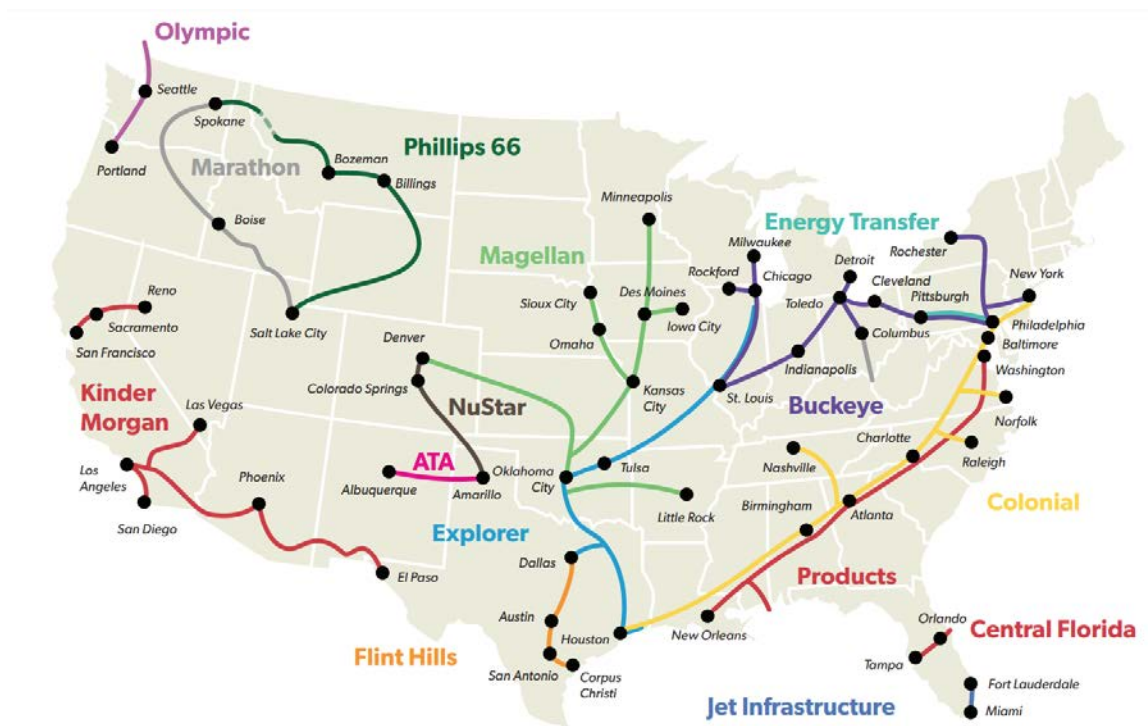 Olympic
Seattle
Spokane
Portland
Marathon
Phillips 66
Bozeman
Billings
Boise
Minneapolis
Energy Transfer
Rochester
Milwaukee
Magellan
Rockford
Chicago
Detroit
Cleveland
New York
Reno
Sacramento
San Francisco
Salt Lake City
Sioux City
Des Moines
Iowa City
Toledo
Pittsburgh
Philadelphia
Omaha
Columbus
Baltimore
Denver
Indianapolis
Washington
Colorado Springs
Kansas
City
St. Louis
Buckeye
Norfolk
Kinder
Morgan
Las Vegas
NuStar
Charlotte
Raleigh
Los
Angeles
Phoenix
ATA
Albuquerque
Amarillo
Oklahoma
City
Tulsa
Nashville
San Diego
Little Rock
Birmingham
Atlanta
Colonial
Explorer
Dallas
El Paso
Products
Austin
Houston
New Orleans
Orlando
Central Florida
Flint Hills
San Antonio
Corpus
Christi
Tampa
Fort Lauderdale
Jet Infrastructure
Miami